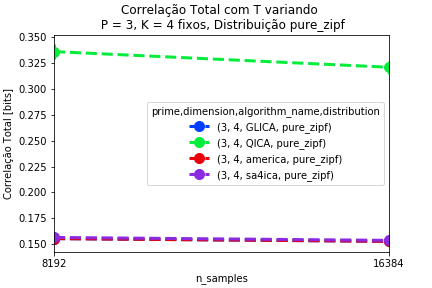 Correlação Total com T variando
P = 3, K = 4 fixos, Distribuição pure_zipf
Correlação Total [bits]
0.350
0.325
0.300
0.275
0.250
0.225
0.200
0.175
0.150
prime,dimension,algorithm_name,distribution
(3, 4, GLICA, pure_zipf)
(3, 4, QICA, pure_zipf)
(3, 4, america, pure_zipf)
(3, 4, sa4ica, pure_zipf)
8192
16384
n_samples